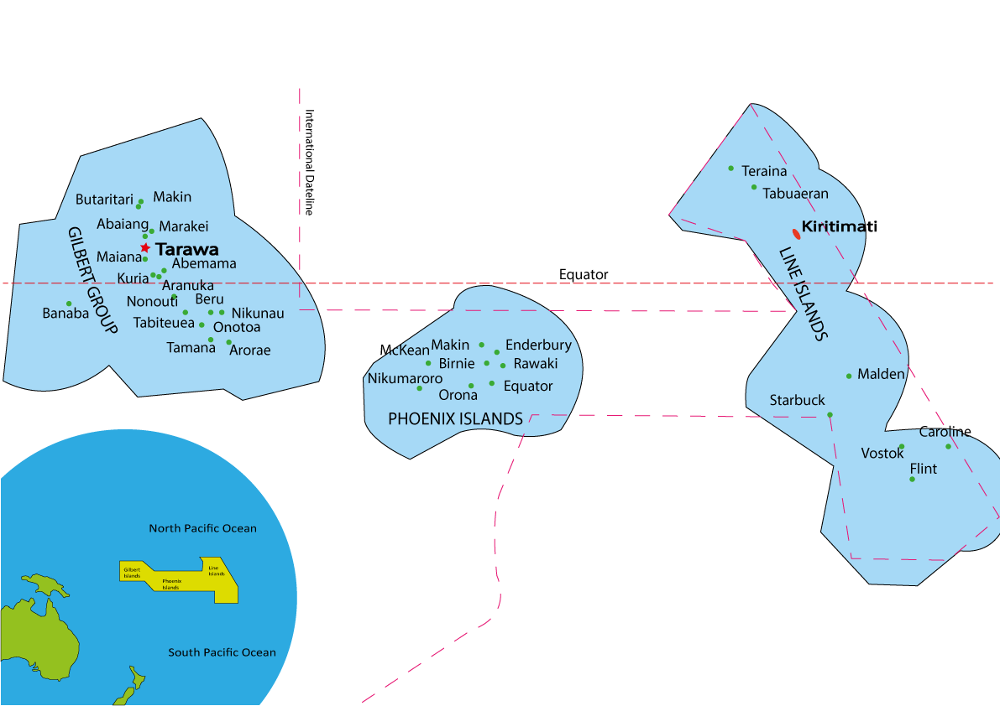 International Dateline
Teraina
Tabuaeran
Butaritari
Makin
Abaiang
Marakei
Kiritimati
Tarawa
Maiana
Abemama
Kuria
Equator
Aranuka
GILBERT GROUP
LINE ISLANDS
Nonouti
Beru
Banaba
Nikunau
Tabiteuea
Onotoa
Tamana
Arorae
McKean
Makin
Enderbury
Birnie
Rawaki
Nikumaroro
Orona
Equator
PHOENIX ISLANDS
Malden
Starbuck
Caroline
Vostok
Flint
North Pacific Ocean
Gilbert
Islands
Phoenix
Islands
Line
Islands
South Pacific Ocean